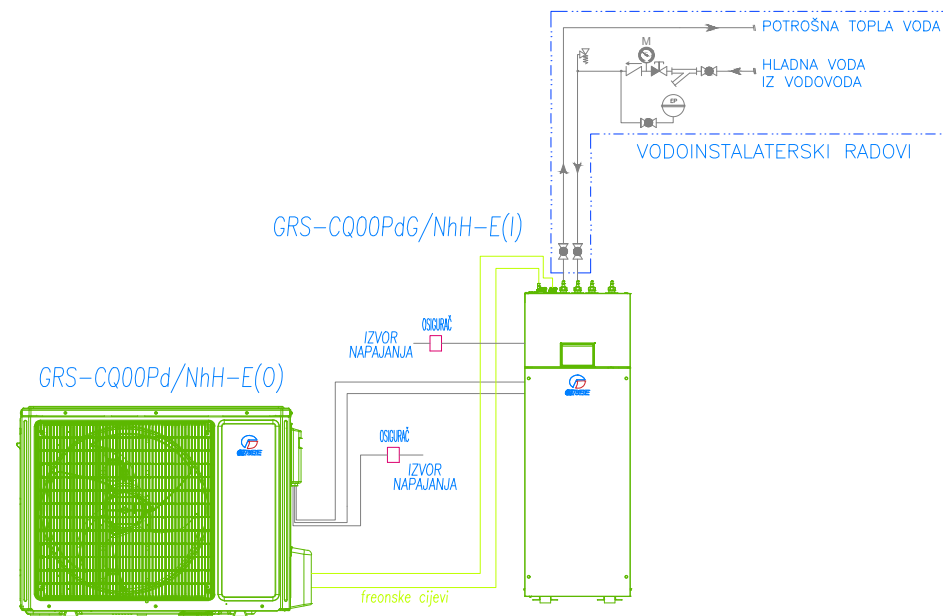 POTROŠNA TOPLA VODA
M
HLADNA VODA
IZ VODOVODA
EP
VODOINSTALATERSKI RADOVI
GRS-CQ00PdG/NhH-E(I)
OSIGURAČ
IZVOR
NAPAJANJA
GRS-CQ00Pd/NhH-E(O)
OSIGURAČ
IZVOR
NAPAJANJA
freonske cijevi